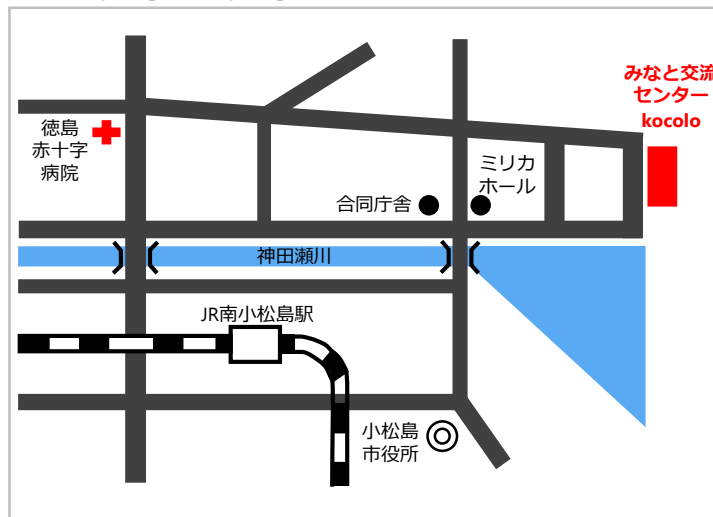 みなと交流
センター
kocolo
徳島
赤十字
病院
ミリカ
ホール
合同庁舎
神田瀬川
JR南小松島駅
小松島
市役所